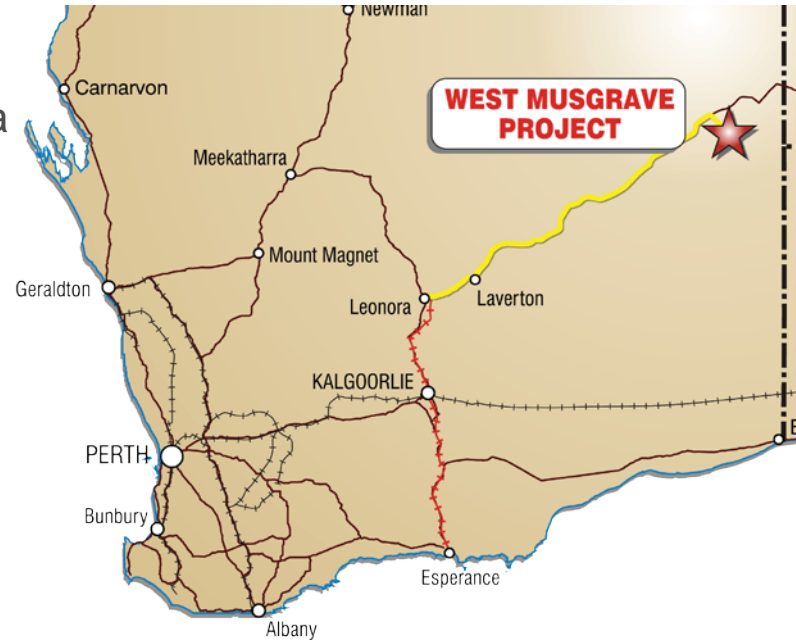 Newman
Carnarvon
a
WEST MUSGRAVE
PROJECT
Meekatharra
Mount Magnet
Geraldton
Leonora
Laverton
KALGOORLIE
PERTH
E
Bunbury
Esperance
Albany